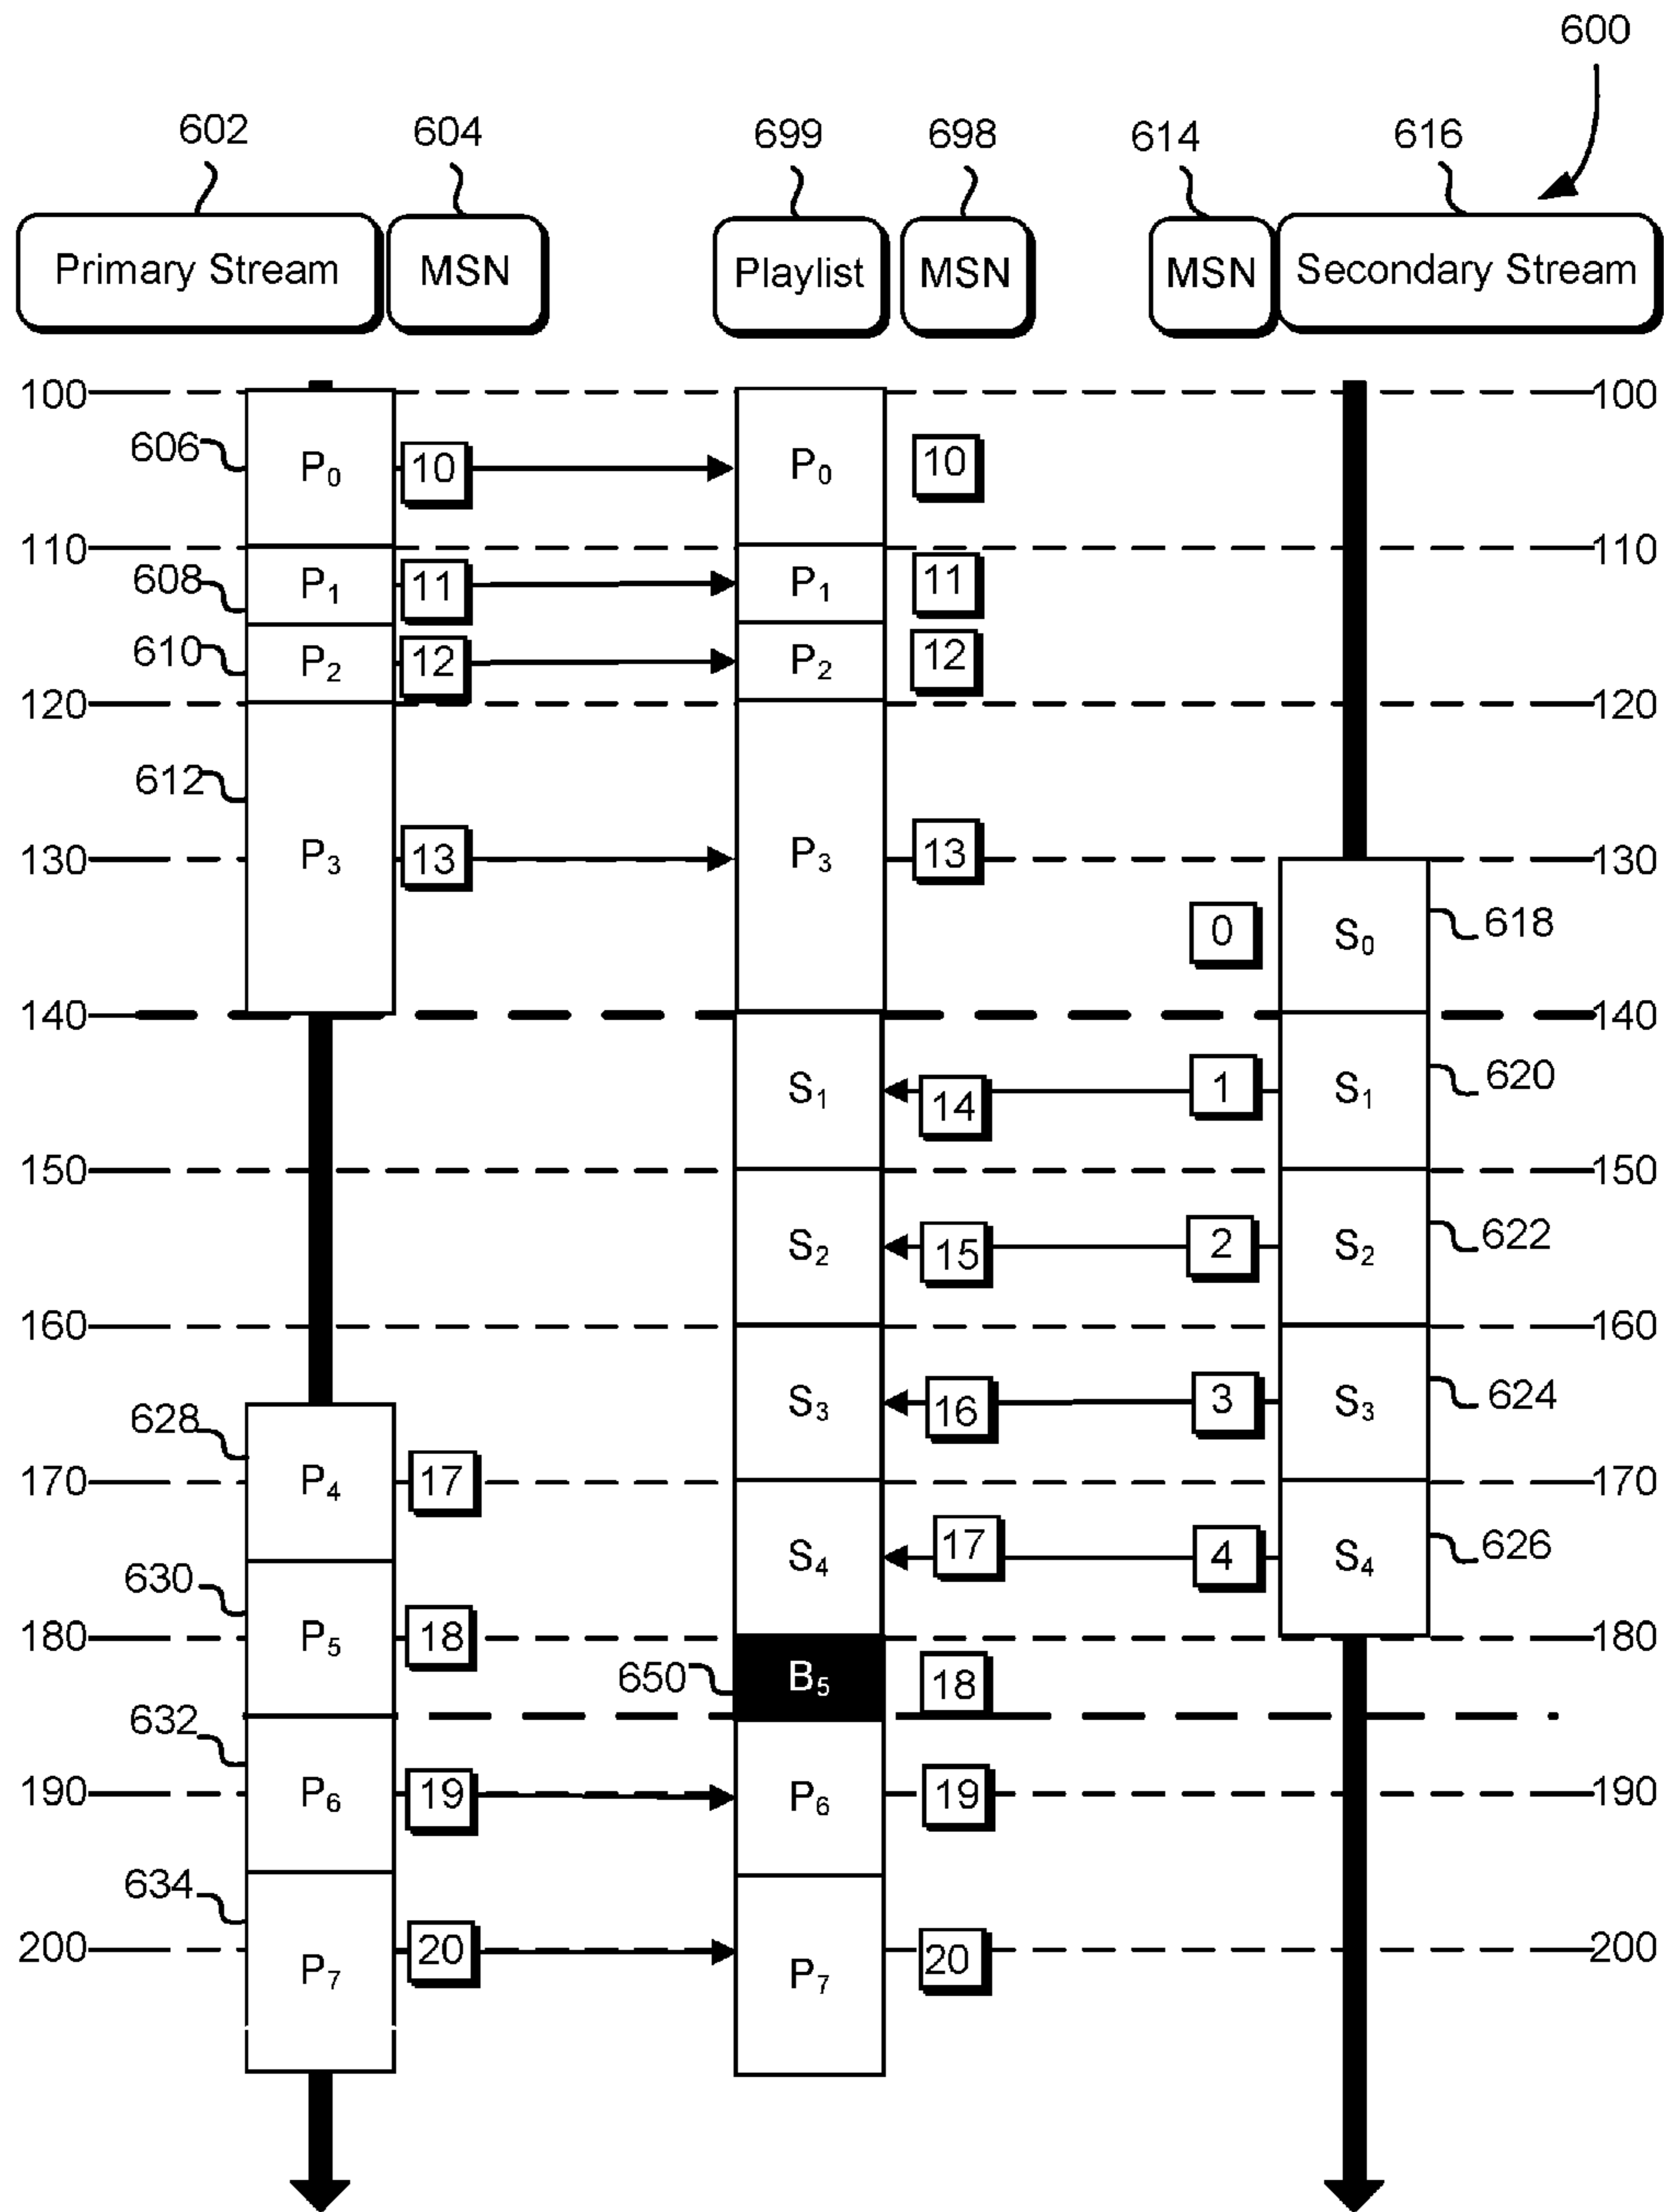 600
602 604 699 698 614 616
Primary Stream MSN Playlist MSN MSN Secondary Stream
100 100
606 P₀ 10 P₀ 10
110 110
608 P₁ 11 P₁ 11
610 P₂ 12 P₂ 12
120 120
612
130 P₃ 13 P₃ 13 130
0 S₀ 618
140 140
S₁ 14 1 S₁ 620
150 150
S₂ 15 2 S₂ 622
160 160
S₃ 16 3 S₃ 624
628
170 P₄ 17 170
S₄ 17 4 S₄ 626
630
180 P₅ 18 180
650 B₅ 18
632
190 P₆ 19 P₆ 19 190
634
200 P₇ 20 P₇ 20 200